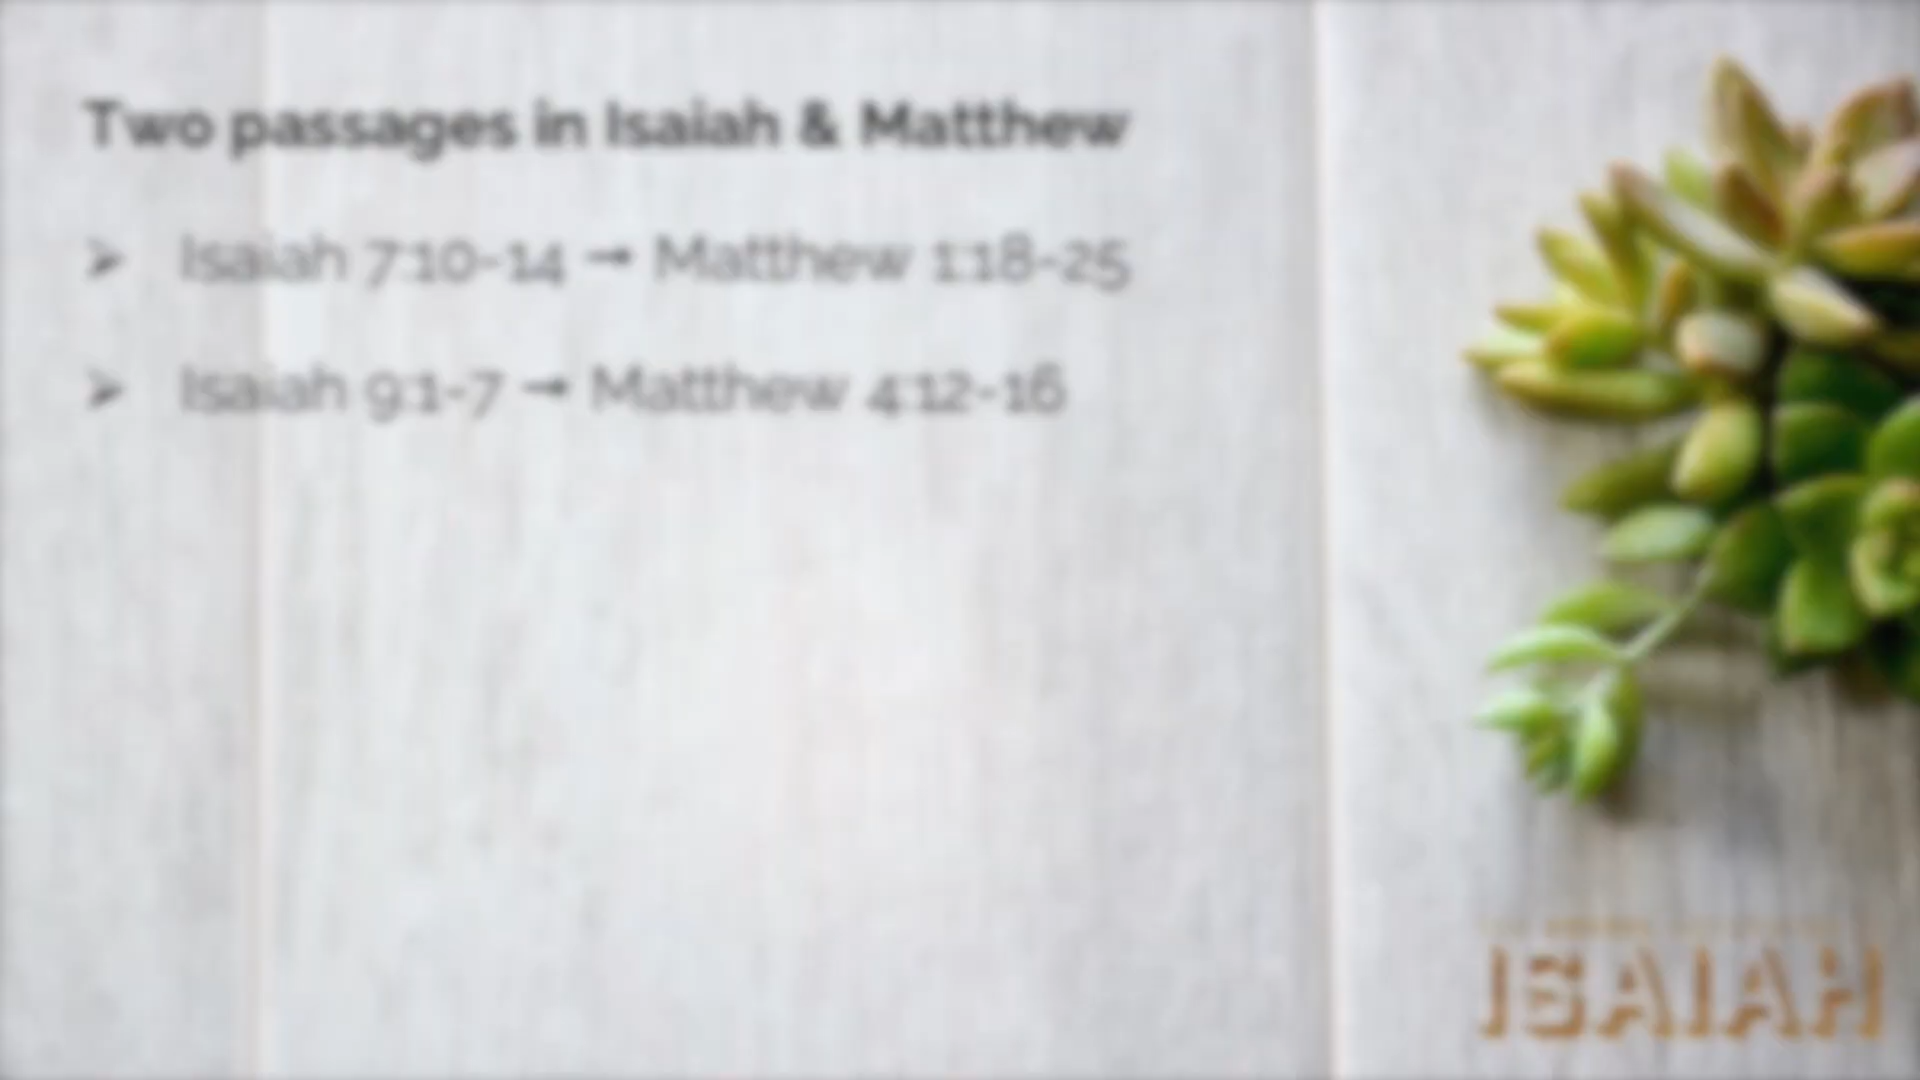 Two passages in Isaiah & Matthew
➢ Isaiah 7:10-14 → Matthew 1:18-25
➢ Isaiah 9:1-7 → Matthew 4:12-16
ISAIAH